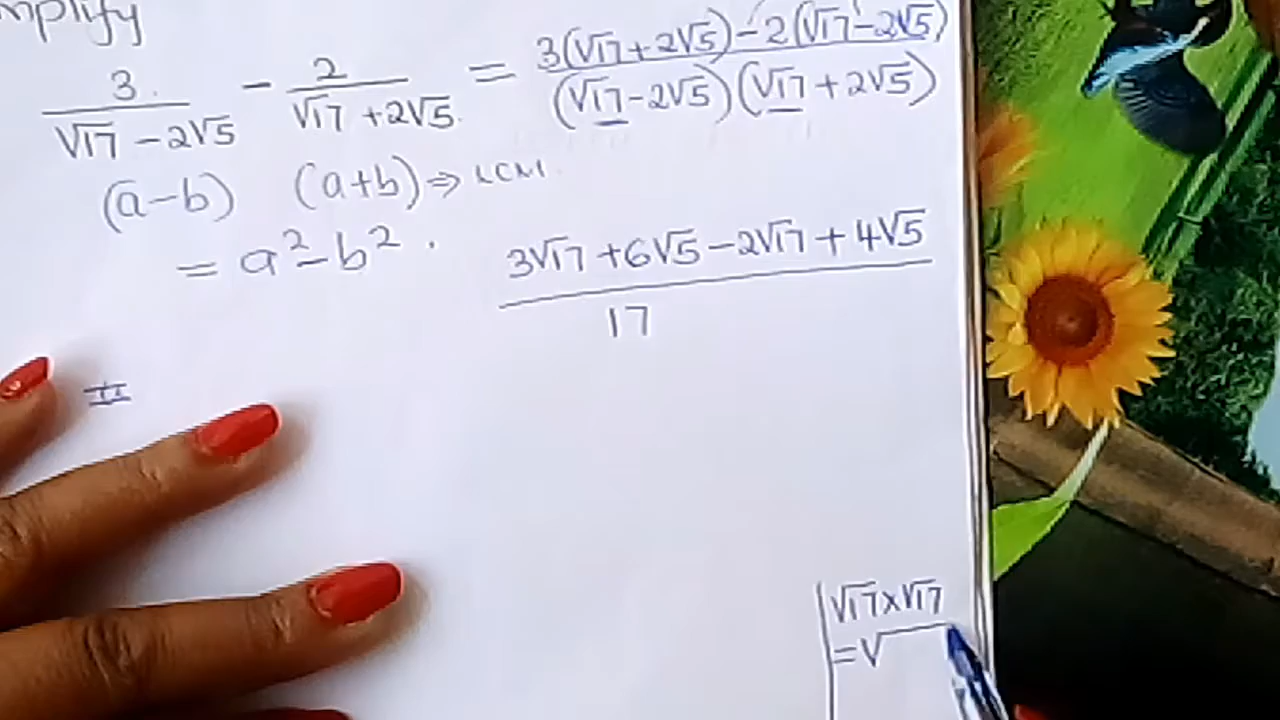 mplify
3/(√17 - 2√5) - 2/(√17 + 2√5) = (3(√17 + 2√5) - 2(√17 - 2√5))/((√17 - 2√5)(√17 + 2√5))
(a-b) (a+b) ⇒ LCM
= a² - b².
(3√17 + 6√5 - 2√17 + 4√5)/17
√17 × √17
= √